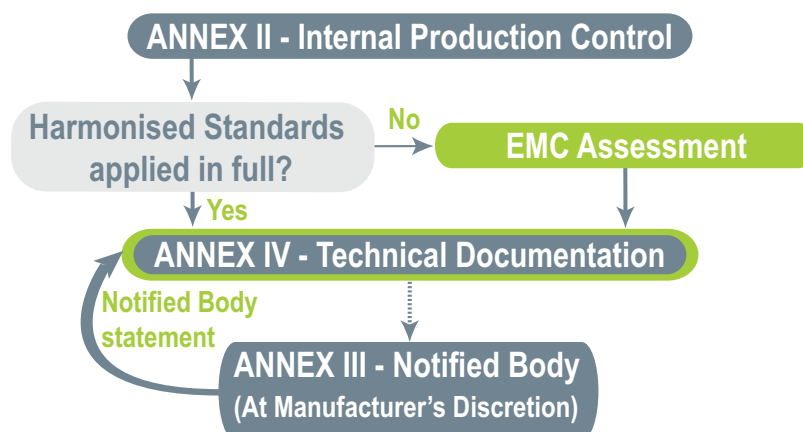 ANNEX II - Internal Production Control
Harmonised Standards
applied in full?
No
EMC Assessment
Yes
ANNEX IV - Technical Documentation
Notified Body
statement
ANNEX III - Notified Body
(At Manufacturer’s Discretion)